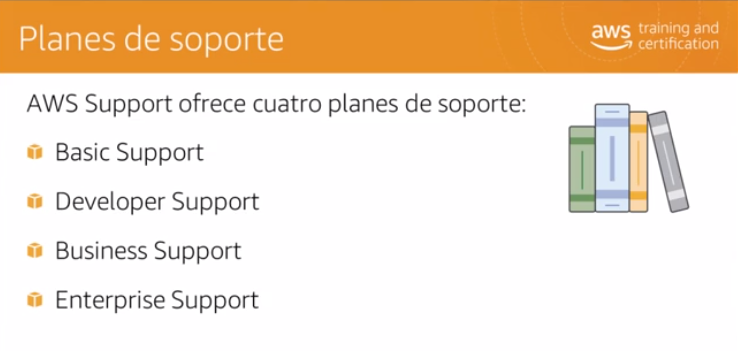 Planes de soporte
aws training and
certification
AWS Support ofrece cuatro planes de soporte:
Basic Support
Developer Support
Business Support
Enterprise Support